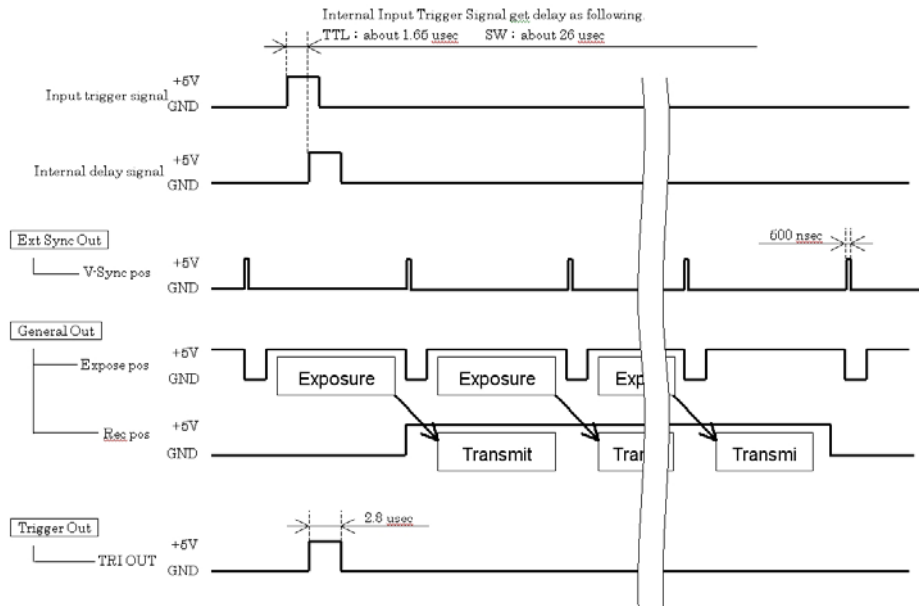 Internal Input Trigger Signal get delay as following.
TTL : about 1.65 usec SW : about 26 usec
Input trigger signal
+5V
GND
Internal delay signal
+5V
GND
Ext Sync Out
V-Sync pos
+5V
GND
600 nsec
General Out
Expose pos
+5V
GND
Exposure
Exposure
Exp
Rec pos
+5V
GND
Transmit
Tran
Transmi
Trigger Out
2.8 usec
TRI OUT
+5V
GND